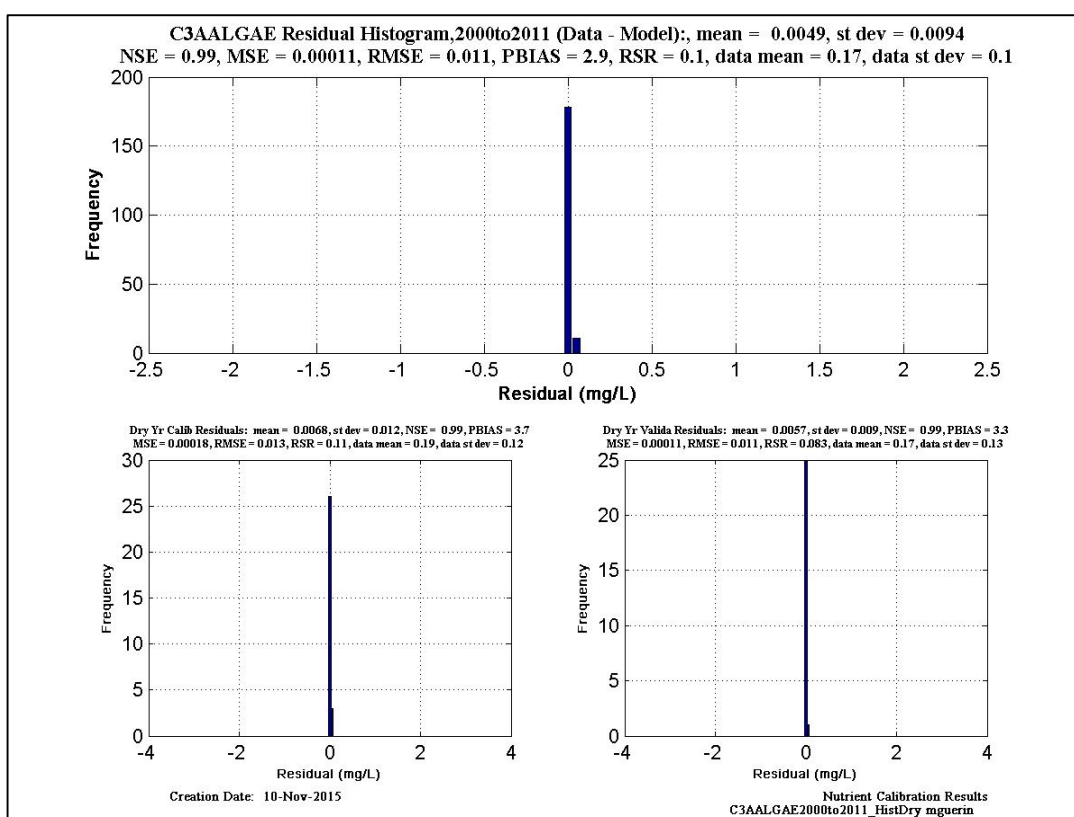 C3AALGAE Residual Histogram,2000to2011 (Data - Model):, mean = 0.0049, st dev = 0.0094
NSE = 0.99, MSE = 0.00011, RMSE = 0.011, PBIAS = 2.9, RSR = 0.1, data mean = 0.17, data st dev = 0.1
200
150
100
50
0
Frequency
-2.5 -2 -1.5 -1 -0.5 0 0.5 1 1.5 2 2.5
Residual (mg/L)
Dry Yr Calib Residuals: mean = 0.0068, st dev = 0.012, NSE = 0.99, PBIAS = 3.7
MSE = 0.00018, RMSE = 0.013, RSR = 0.11, data mean = 0.19, data st dev = 0.12
30
25
20
15
10
5
0
Frequency
-4 -2 0 2 4
Residual (mg/L)
Dry Yr Valida Residuals: mean = 0.0057, st dev = 0.009, NSE = 0.99, PBIAS = 3.3
MSE = 0.00011, RMSE = 0.011, RSR = 0.083, data mean = 0.17, data st dev = 0.13
25
20
15
10
5
0
Frequency
-4 -2 0 2 4
Residual (mg/L)
Creation Date: 10-Nov-2015
Nutrient Calibration Results
C3AALGAE2000to2011_HistDry mguerin